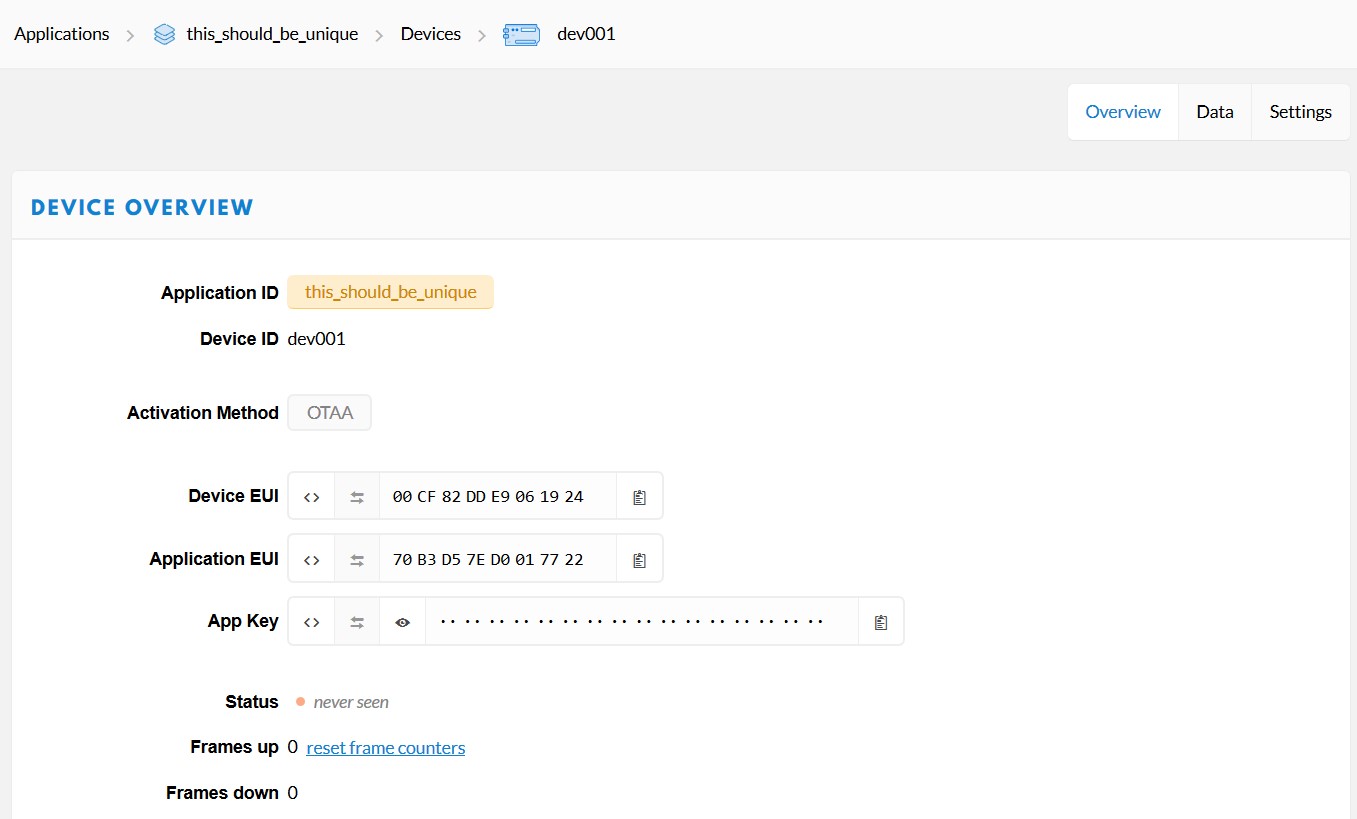 Applications this_should_be_unique Devices dev001
Overview Data Settings
DEVICE OVERVIEW
Application ID this_should_be_unique
Device ID dev001
Activation Method OTAA
Device EUI <> 00 CF 82 DD E9 06 19 24
Application EUI <> 70 B3 D5 7E D0 01 77 22
App Key <> ·· ·· ·· ·· ·· ·· ·· ·· ·· ·· ·· ·· ·· ·· ·· ··
Status never seen
Frames up 0 reset frame counters
Frames down 0